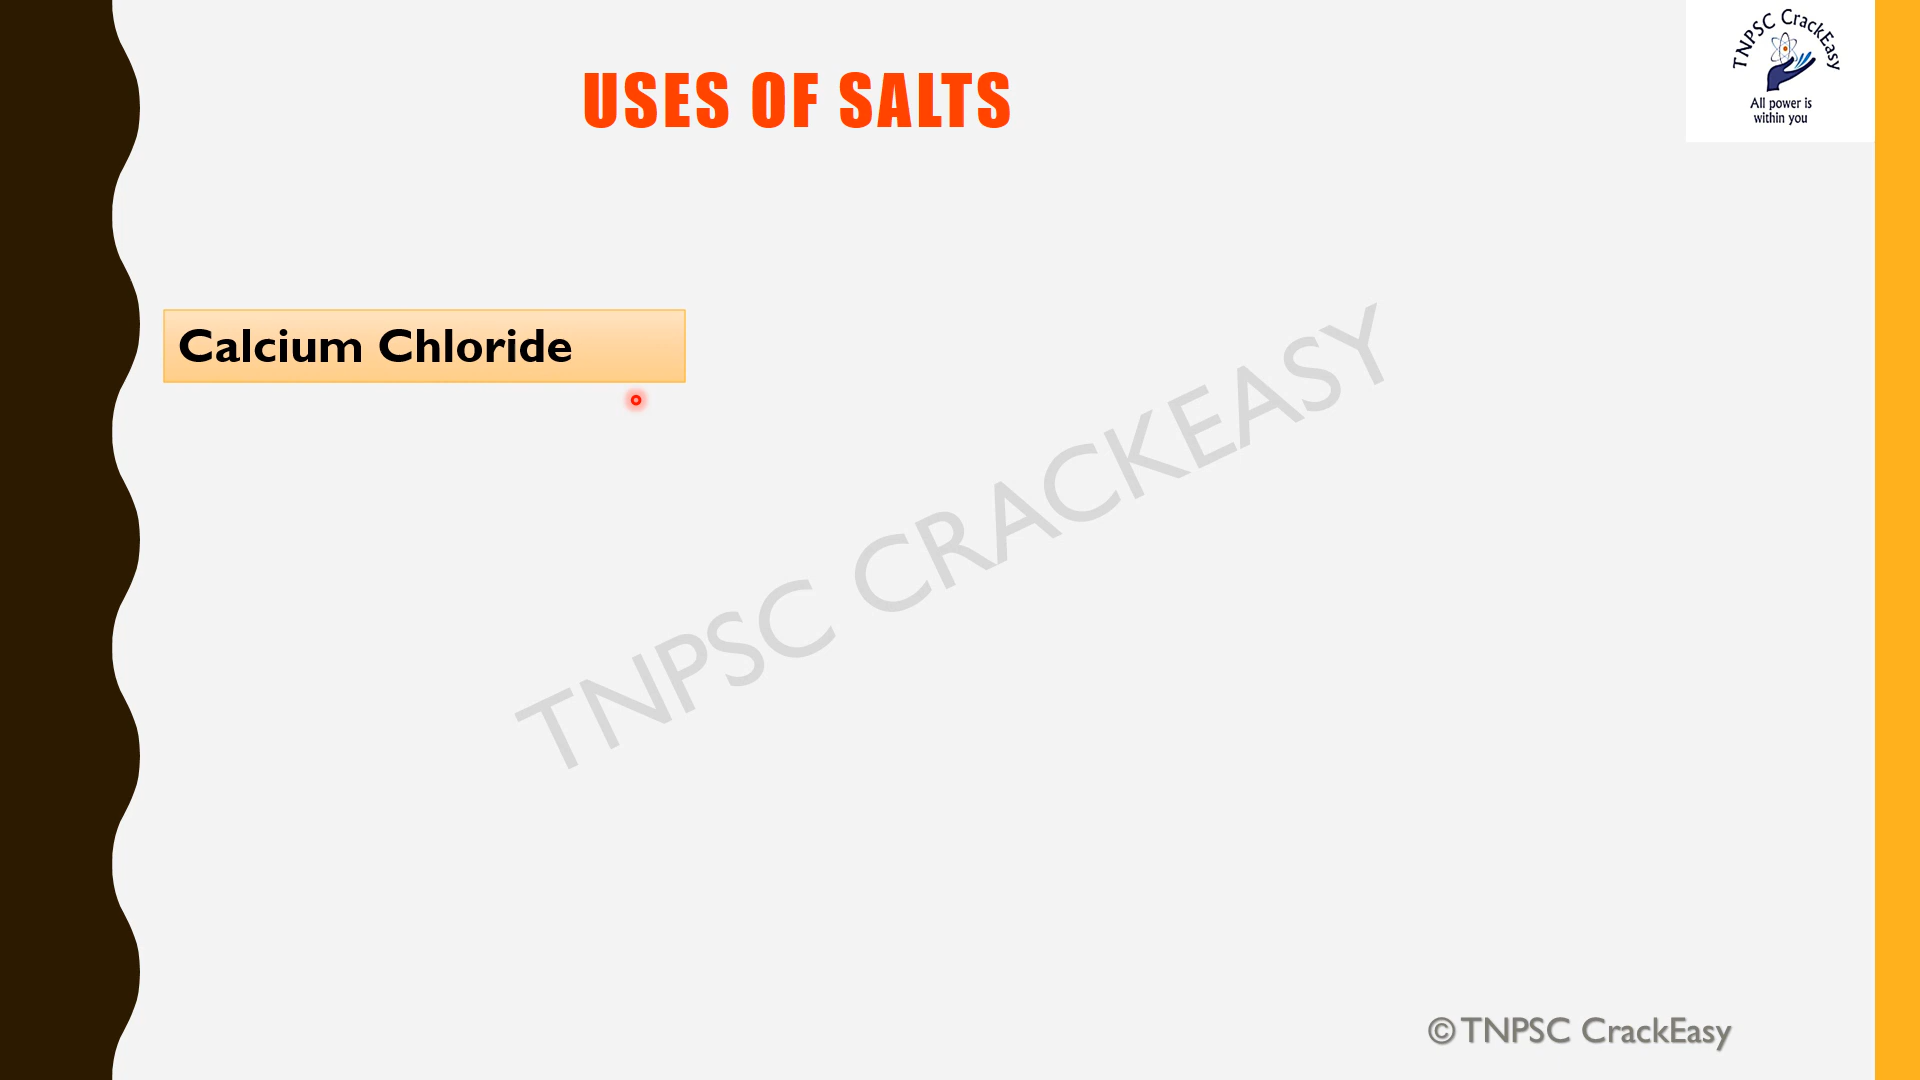 USES OF SALTS
TNPSC CrackEasy
All power is
within you
Calcium Chloride
TNPSC CRACKEASY
© TNPSC CrackEasy